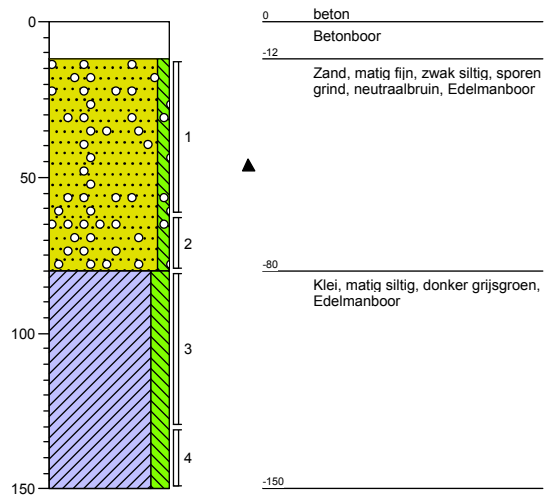 0
0 beton
Betonboor
-12
Zand, matig fijn, zwak siltig, sporen
grind, neutraalbruin, Edelmanboor
1
50
2
-80
Klei, matig siltig, donker grijsgroen,
Edelmanboor
100
3
4
150
-150